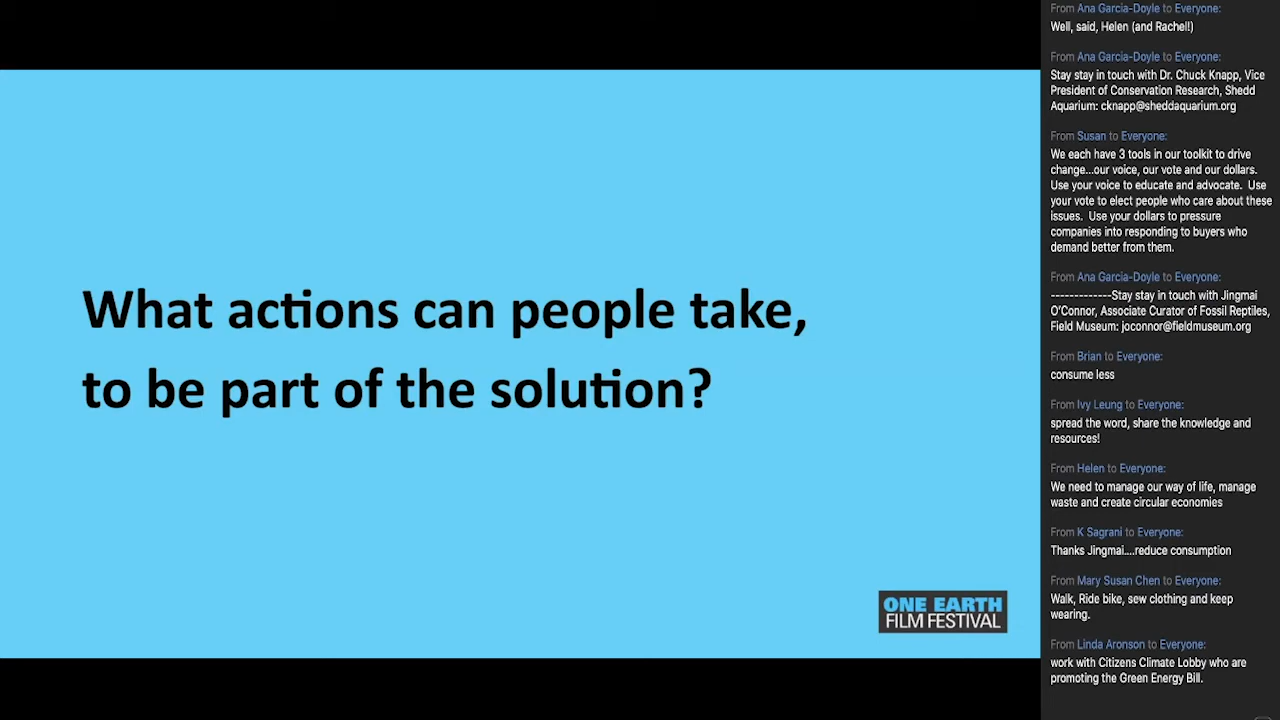 What actions can people take,
to be part of the solution?
ONE EARTH
FILM FESTIVAL
From Ana Garcia-Doyle to Everyone:
Well, said, Helen (and Rachel!)
From Ana Garcia-Doyle to Everyone:
Stay stay in touch with Dr. Chuck Knapp, Vice
President of Conservation Research, Shedd
Aquarium: cknapp@sheddaquarium.org
From Susan to Everyone:
We each have 3 tools in our toolkit to drive
change...our voice, our vote and our dollars.
Use your voice to educate and advocate.  Use
your vote to elect people who care about these
issues.  Use your dollars to pressure
companies into responding to buyers who
demand better from them.
From Ana Garcia-Doyle to Everyone:
-------------Stay stay in touch with Jingmai
O'Connor, Associate Curator of Fossil Reptiles,
Field Museum: joconnor@fieldmuseum.org
From Brian to Everyone:
consume less
From Ivy Leung to Everyone:
spread the word, share the knowledge and
resources!
From Helen to Everyone:
We need to manage our way of life, manage
waste and create circular economies
From K Sagrani to Everyone:
Thanks Jingmai....reduce consumption
From Mary Susan Chen to Everyone:
Walk, Ride bike, sew clothing and keep
wearing.
From Linda Aronson to Everyone:
work with Citizens Climate Lobby who are
promoting the Green Energy Bill.